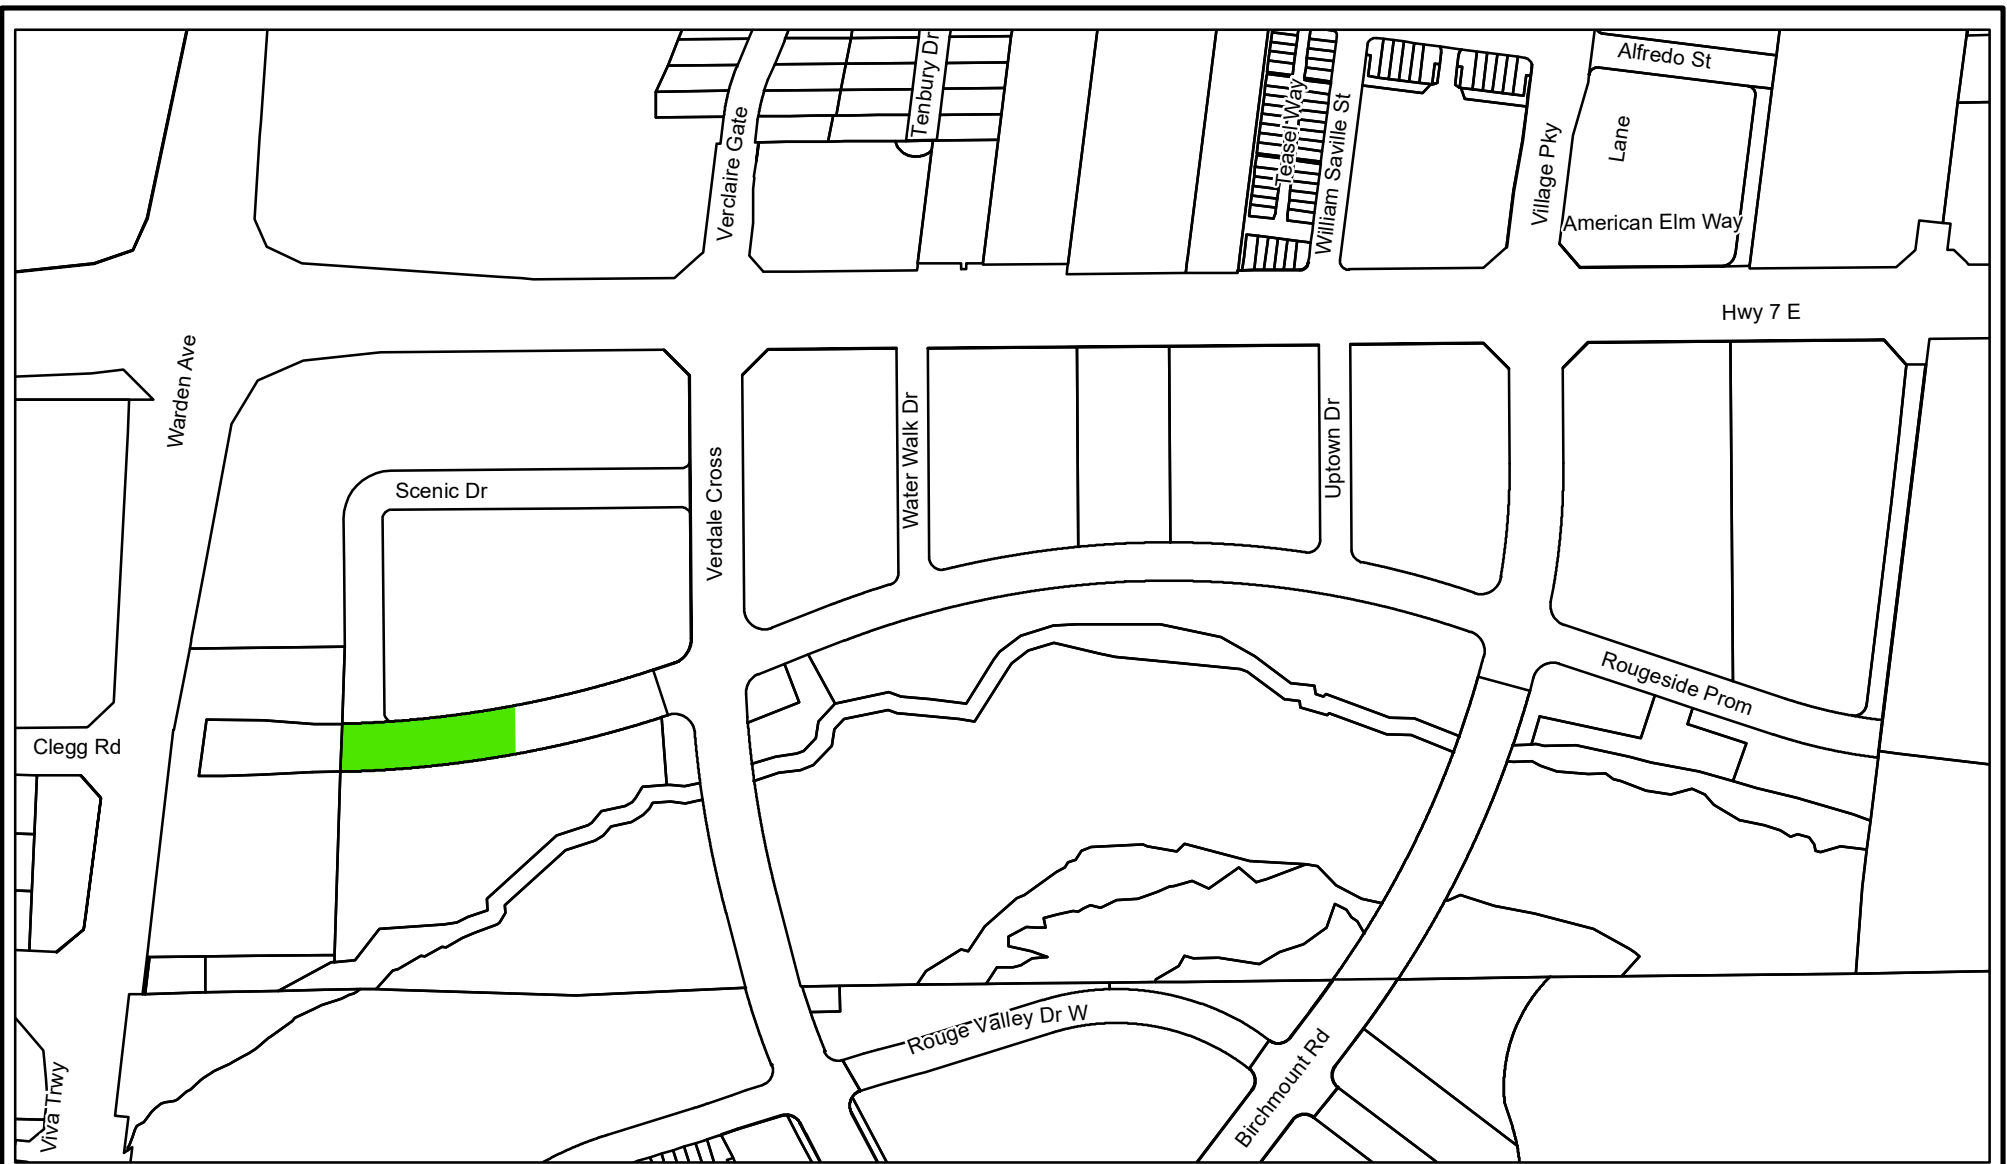 Alfredo St
Tenbury Dr
Verclaire Gate
Teasel Way
William Saville St
Village Pky
Lane
American Elm Way
Hwy 7 E
Warden Ave
Scenic Dr
Verdale Cross
Water Walk Dr
Uptown Dr
Rougeside Prom
Clegg Rd
Rouge Valley Dr W
Birchmount Rd
Viva Trwy